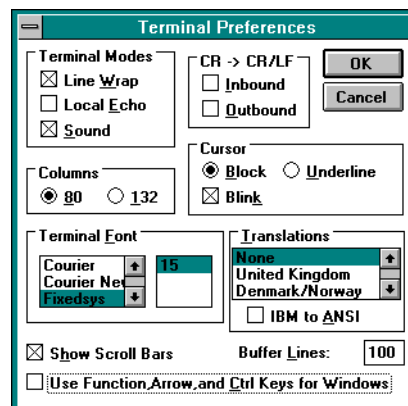 Terminal Preferences
Terminal Modes
Line Wrap
Local Echo
Sound
CR -> CR/LF
Inbound
Outbound
OK
Cancel
Columns
80 132
Cursor
Block Underline
Blink
Terminal Font
Courier
Courier New
Fixedsys
15
Translations
None
United Kingdom
Denmark/Norway
IBM to ANSI
Show Scroll Bars
Buffer Lines: 100
Use Function,Arrow,and Ctrl Keys for Windows